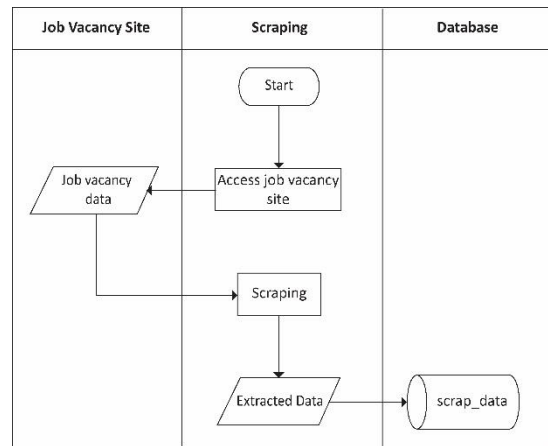 Job Vacancy Site
Scraping
Database
Start
Job vacancy
data
Access job vacancy
site
Scraping
Extracted Data
scrap_data